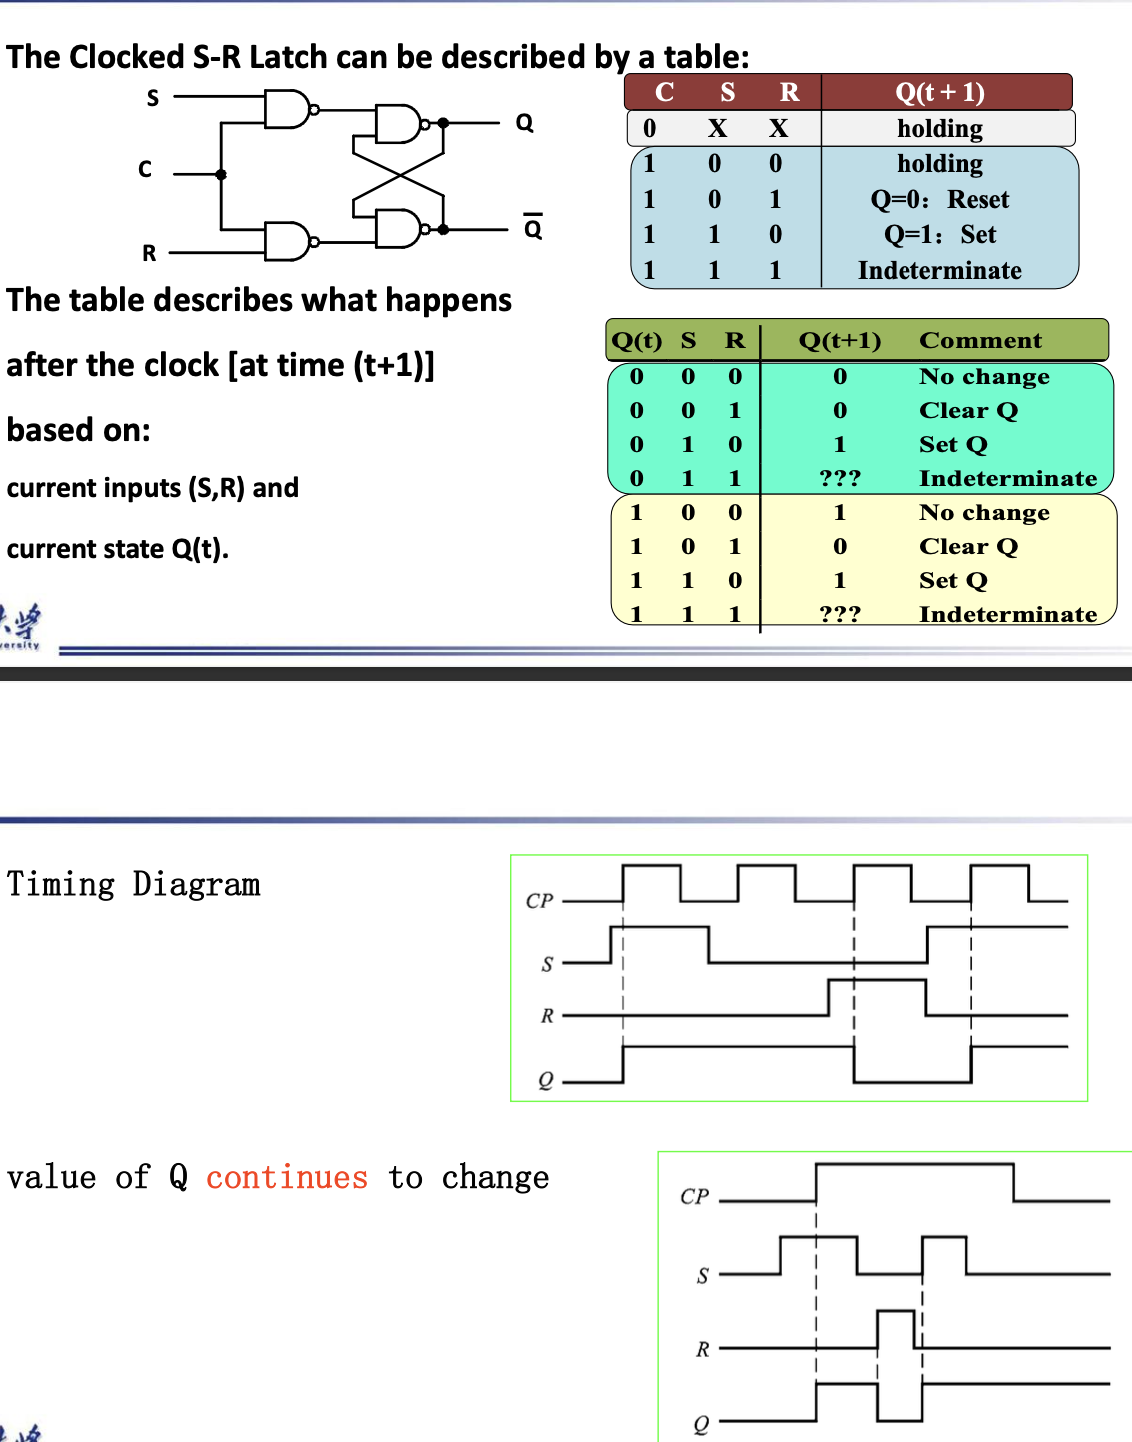 The Clocked S-R Latch can be described by a table:
S
C
R
Q
Q
C S R Q(t + 1)
0 X X holding
1 0 0 holding
1 0 1 Q=0: Reset
1 1 0 Q=1: Set
1 1 1 Indeterminate
The table describes what happens
after the clock [at time (t+1)]
based on:
current inputs (S,R) and
current state Q(t).
Q(t) S R Q(t+1) Comment
0 0 0 0 No change
0 0 1 0 Clear Q
0 1 0 1 Set Q
0 1 1 ??? Indeterminate
1 0 0 1 No change
1 0 1 0 Clear Q
1 1 0 1 Set Q
1 1 1 ??? Indeterminate
Timing Diagram
CP
S
R
Q
value of Q continues to change
CP
S
R
Q